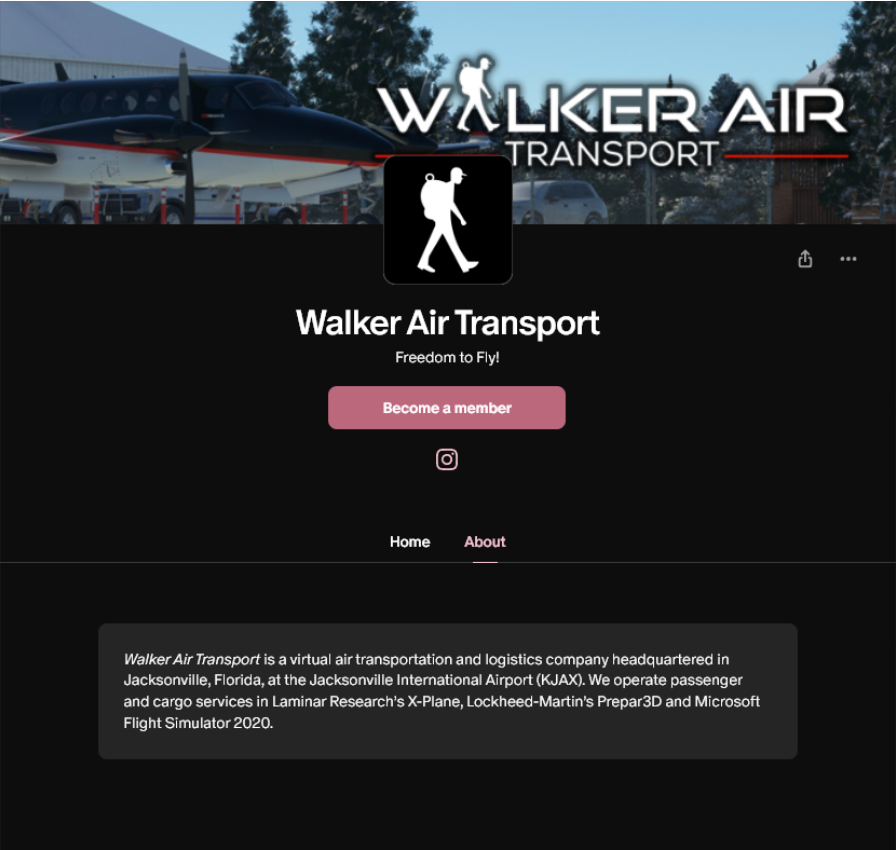 WALKER AIR
TRANSPORT
Walker Air Transport
Freedom to Fly!
Become a member
Home About
Walker Air Transport is a virtual air transportation and logistics company headquartered in
Jacksonville, Florida, at the Jacksonville International Airport (KJAX). We operate passenger
and cargo services in Laminar Research's X-Plane, Lockheed-Martin's Prepar3D and Microsoft
Flight Simulator 2020.